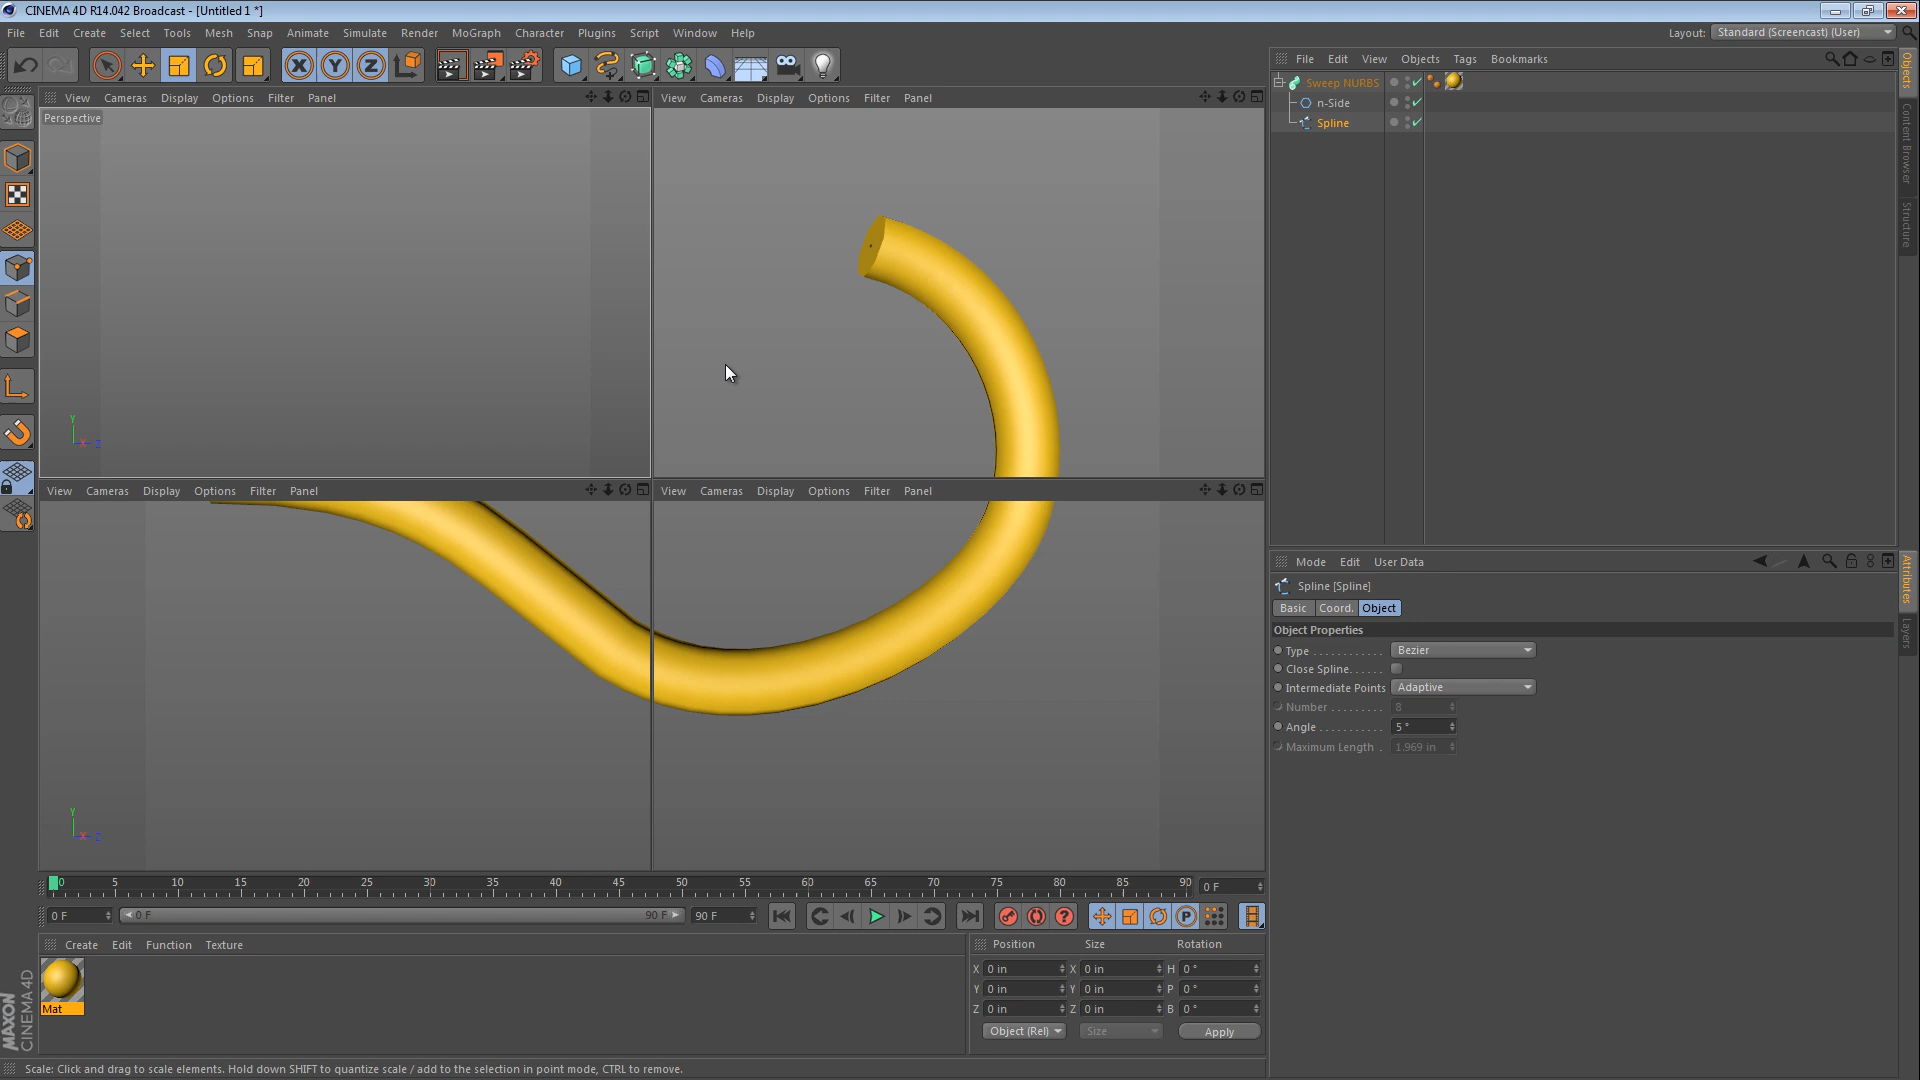 CINEMA 4D R14.042 Broadcast - [Untitled 1 *]
File Edit Create Select Tools Mesh Snap Animate Simulate Render MoGraph Character Plugins Script Window Help
Layout: Standard (Screencast) (User)
X Y Z
File Edit View Objects Tags Bookmarks
Sweep NURBS
n-Side
Spline
Objects
Content Browser
Structure
View Cameras Display Options Filter Panel
View Cameras Display Options Filter Panel
Perspective
Y
X Z
View Cameras Display Options Filter Panel
View Cameras Display Options Filter Panel
Y
X Z
Mode Edit User Data
Spline [Spline]
Basic Coord. Object
Object Properties
Type Bezier
Close Spline
Intermediate Points Adaptive
Number 8
Angle 5 °
Maximum Length 1.969 in
Attributes
Layers
0 5 10 15 20 25 30 35 40 45 50 55 60 65 70 75 80 85 90 0 F
0 F 0 F 90 F 90 F
P
Create Edit Function Texture
Mat
Position Size Rotation
X 0 in X 0 in H 0 °
Y 0 in Y 0 in P 0 °
Z 0 in Z 0 in B 0 °
Object (Rel) Size Apply
MAXON
CINEMA 4D
Scale: Click and drag to scale elements. Hold down SHIFT to quantize scale / add to the selection in point mode, CTRL to remove.